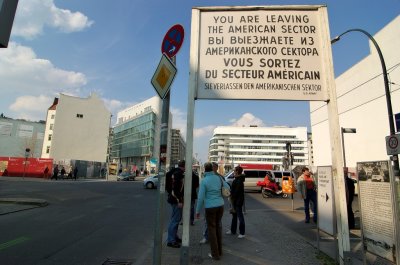 YOU ARE LEAVING
THE AMERICAN SECTOR
ВЫ ВЫЕЗЖАЕТЕ ИЗ
АМЕРИКАНСКОГО СЕКТОРА
VOUS SORTEZ
DU SECTEUR AMÉRICAIN
SIE VERLASSEN DEN AMERIKANISCHEN SEKTOR